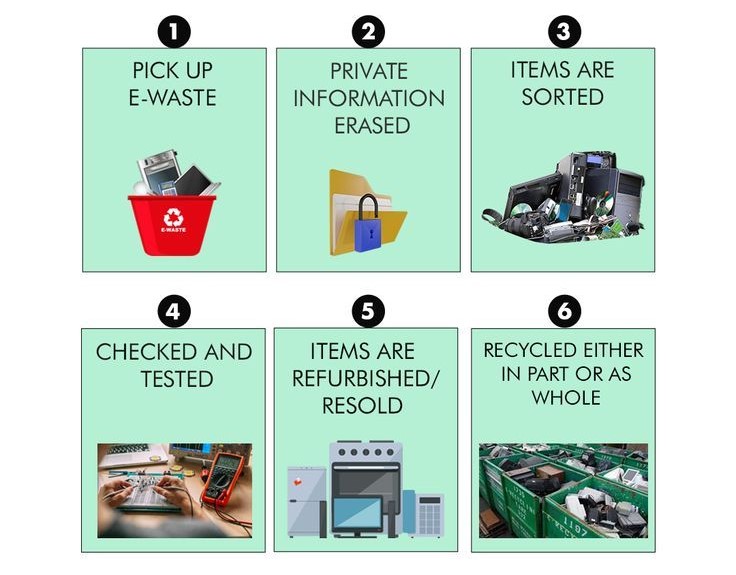 1
PICK UP
E-WASTE
E-WASTE
2
PRIVATE
INFORMATION
ERASED
3
ITEMS ARE
SORTED
4
CHECKED AND
TESTED
5
ITEMS ARE
REFURBISHED/
RESOLD
6
RECYCLED EITHER
IN PART OR AS
WHOLE